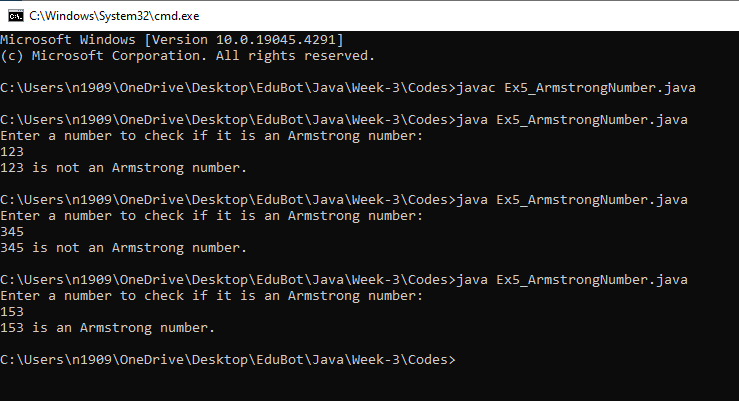 C:\Windows\System32\cmd.exe
Microsoft Windows [Version 10.0.19045.4291]
(c) Microsoft Corporation. All rights reserved.
C:\Users\n1909\OneDrive\Desktop\EduBot\Java\Week-3\Codes>javac Ex5_ArmstrongNumber.java
C:\Users\n1909\OneDrive\Desktop\EduBot\Java\Week-3\Codes>java Ex5_ArmstrongNumber.java
Enter a number to check if it is an Armstrong number:
123
123 is not an Armstrong number.
C:\Users\n1909\OneDrive\Desktop\EduBot\Java\Week-3\Codes>java Ex5_ArmstrongNumber.java
Enter a number to check if it is an Armstrong number:
345
345 is not an Armstrong number.
C:\Users\n1909\OneDrive\Desktop\EduBot\Java\Week-3\Codes>java Ex5_ArmstrongNumber.java
Enter a number to check if it is an Armstrong number:
153
153 is an Armstrong number.
C:\Users\n1909\OneDrive\Desktop\EduBot\Java\Week-3\Codes>